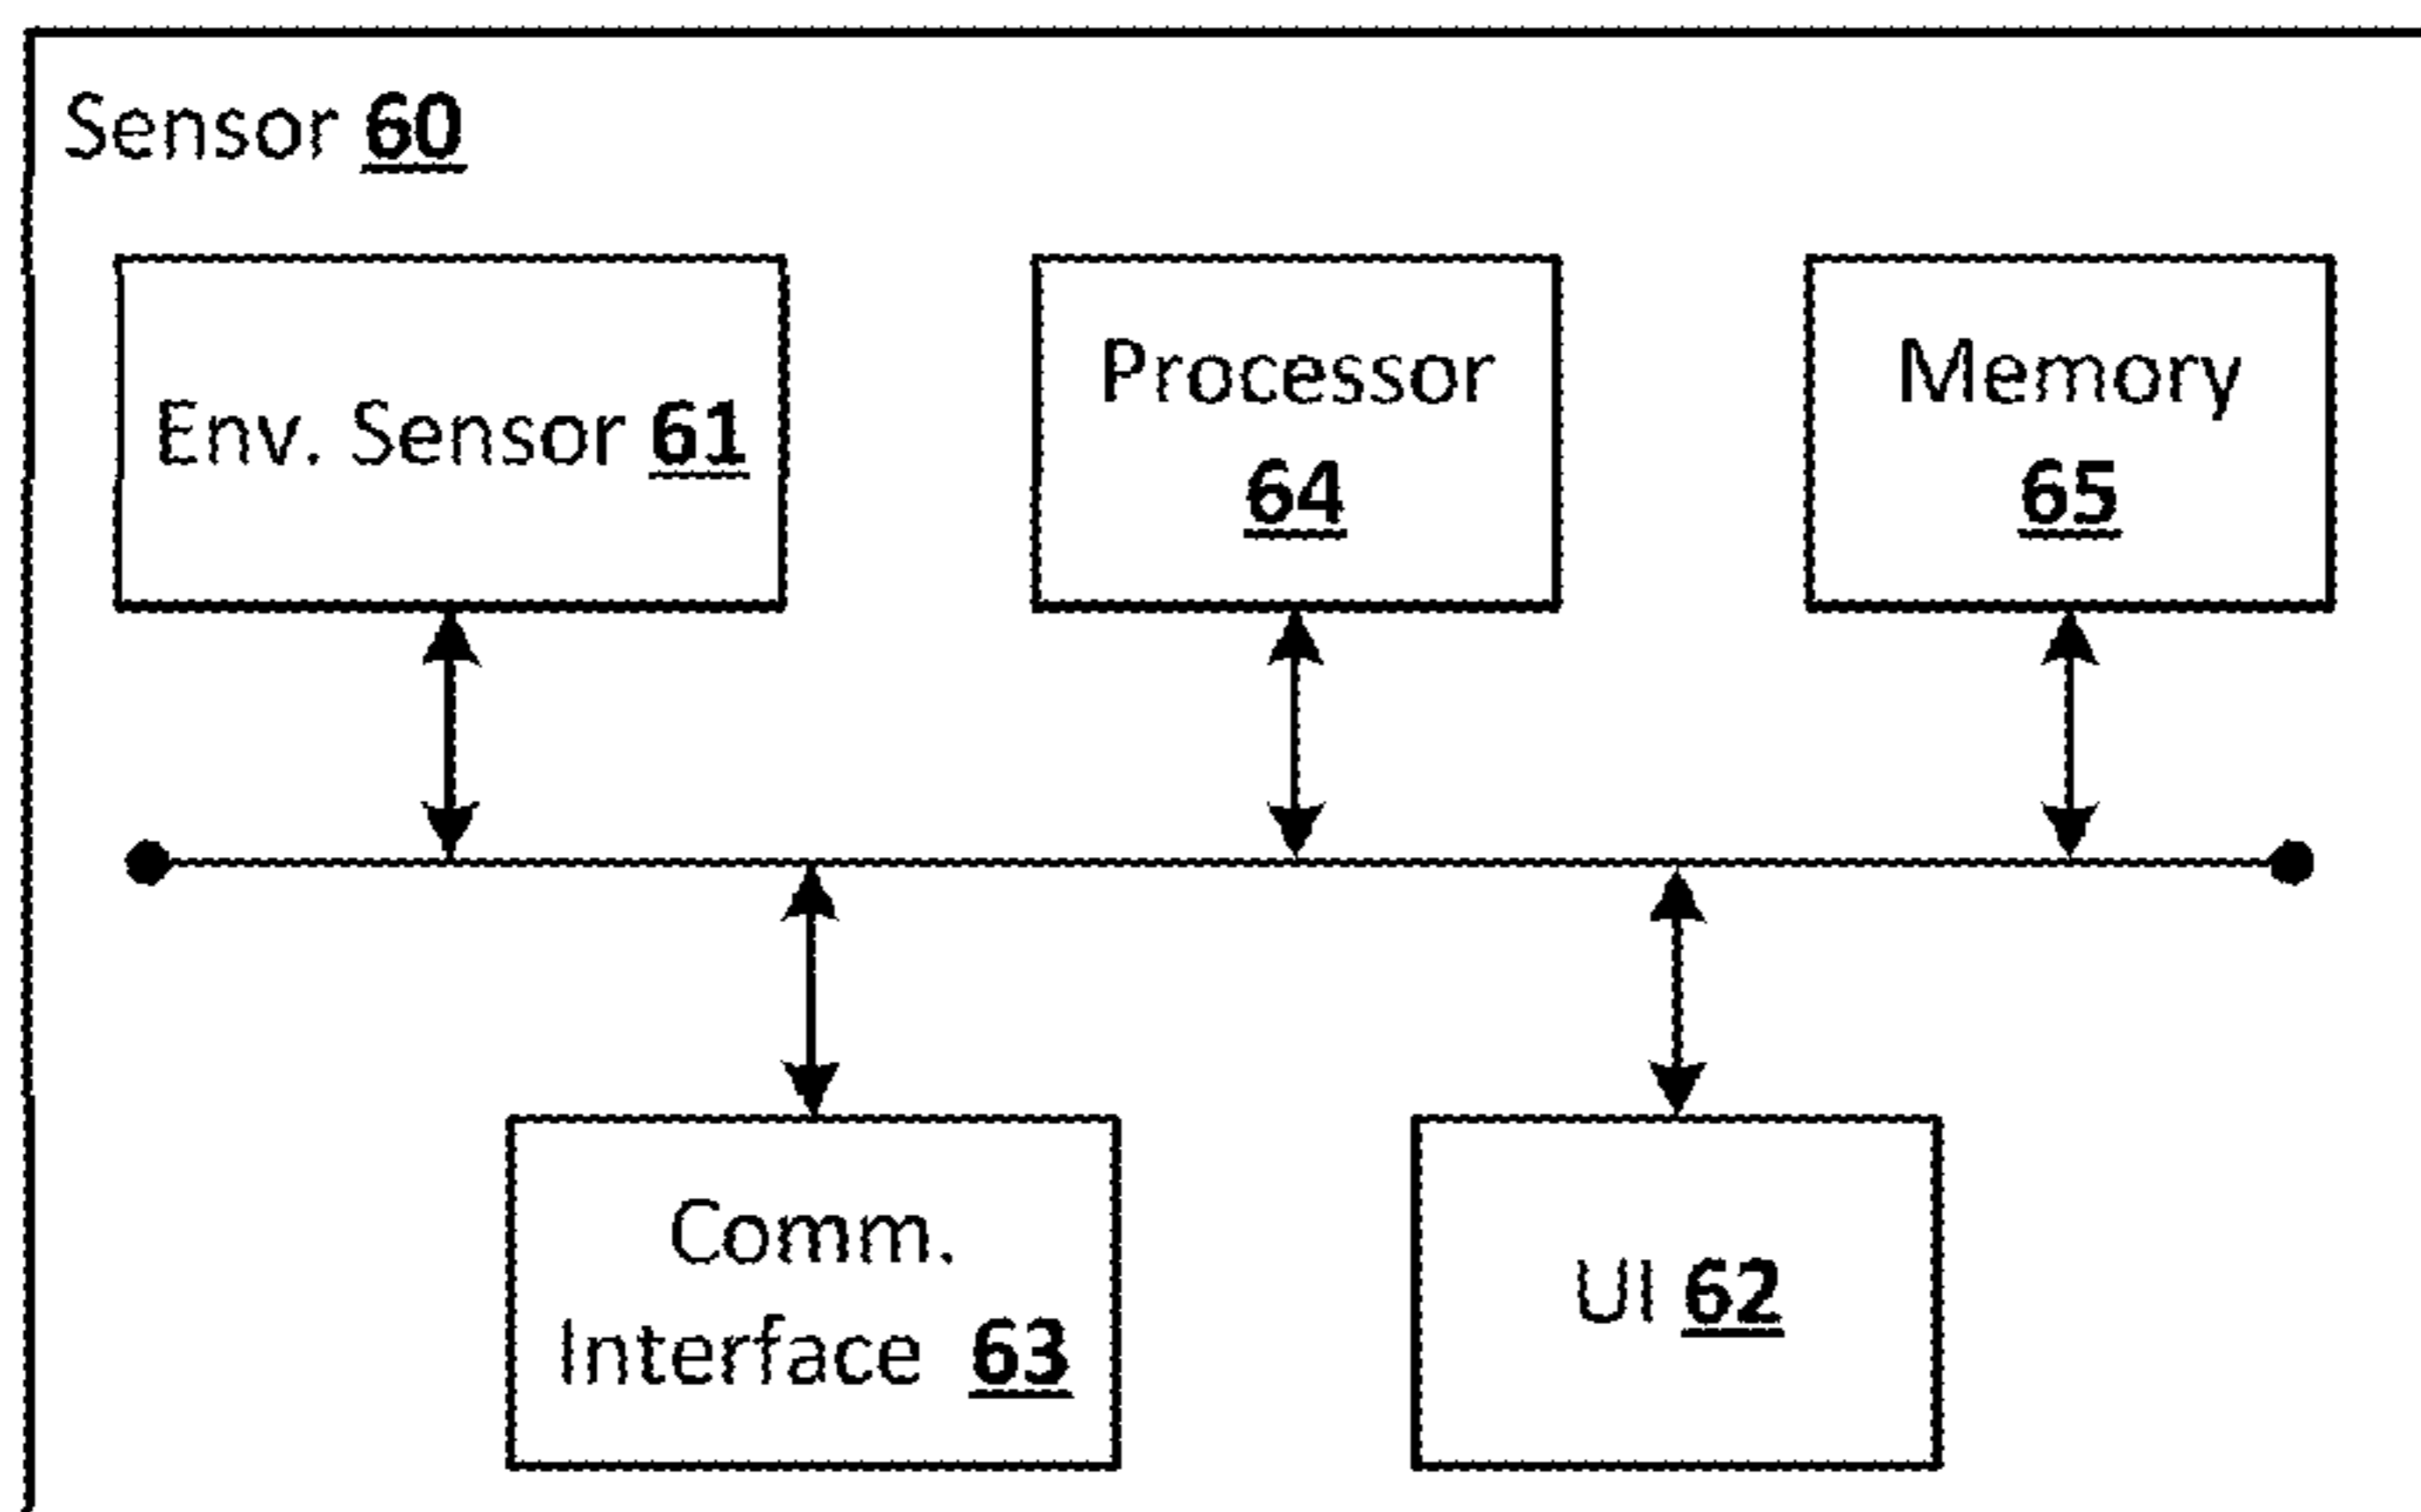 Sensor 60
Env. Sensor 61
Processor
64
Memory
65
Comm.
Interface 63
UI 62